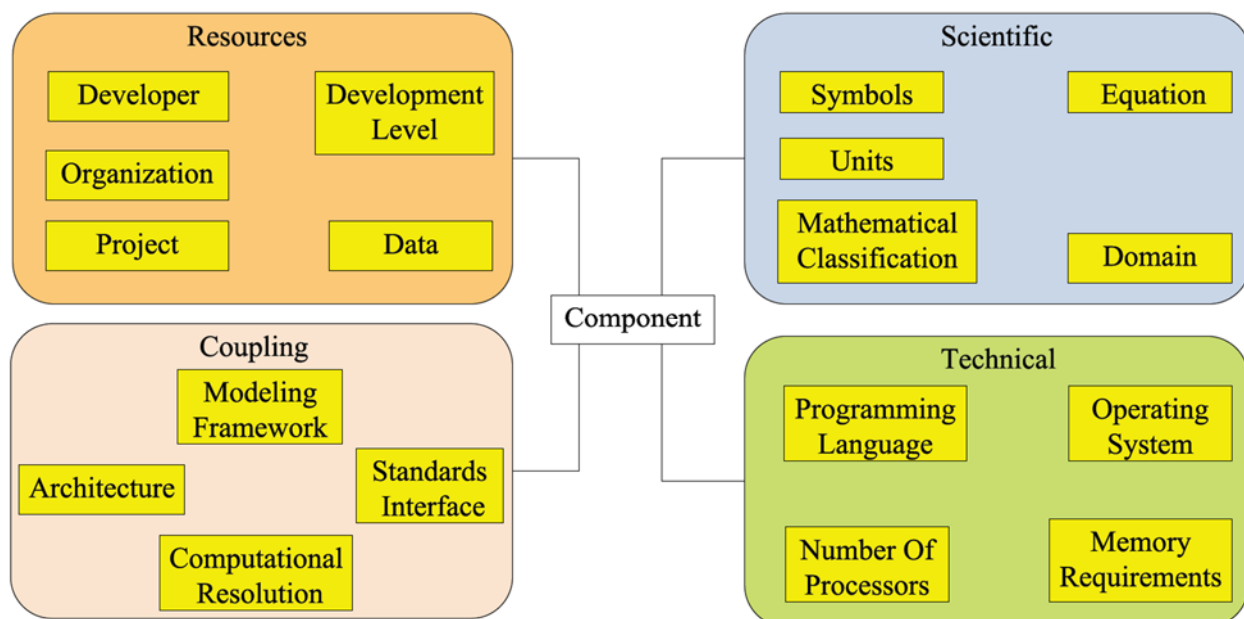 Resources
Developer
Development
Level
Organization
Project
Data
Scientific
Symbols
Equation
Units
Mathematical
Classification
Domain
Component
Coupling
Modeling
Framework
Architecture
Standards
Interface
Computational
Resolution
Technical
Programming
Language
Operating
System
Number Of
Processors
Memory
Requirements